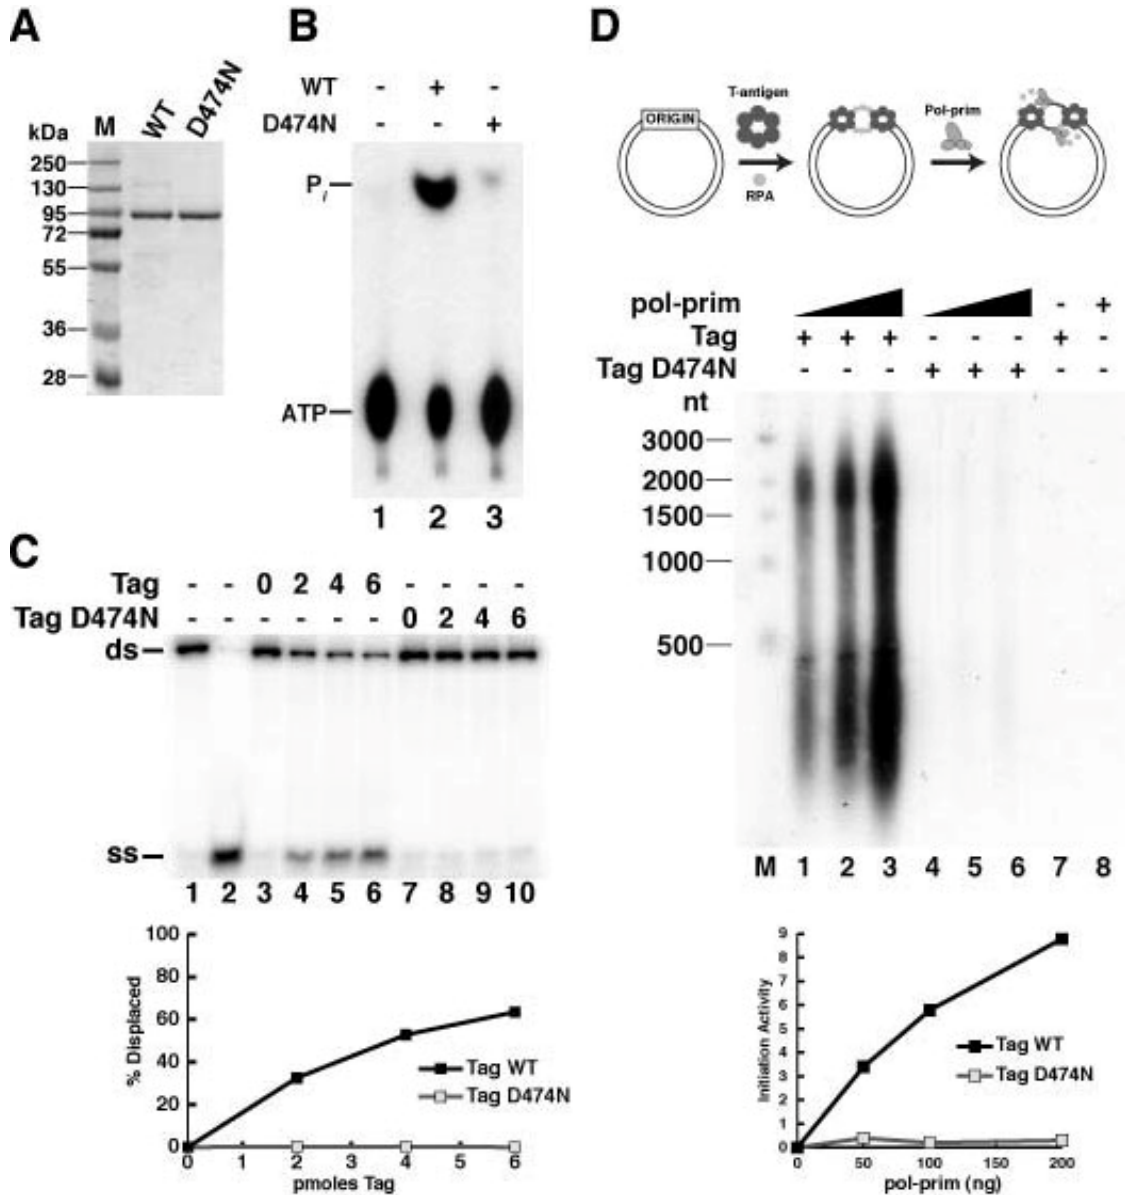 A
kDa M WT D474N
250
130
95
72
55
36
28
B
WT - + -
D474N - - +
Pi
ATP
1 2 3
C
Tag - - 0 2 4 6 - - - -
Tag D474N - - - - - - 0 2 4 6
ds
ss
1 2 3 4 5 6 7 8 9 10
100
80
60
40
20
0
% Displaced
Tag WT
Tag D474N
0 1 2 3 4 5 6
pmoles Tag
D
ORIGIN
T-antigen
RPA
Pol-prim
pol-prim - +
Tag + + + - - - + -
Tag D474N - - - + + + - -
nt
3000
2000
1500
1000
500
M 1 2 3 4 5 6 7 8
9
8
7
6
5
4
3
2
1
0
Initiation Activity
Tag WT
Tag D474N
0 50 100 150 200
pol-prim (ng)